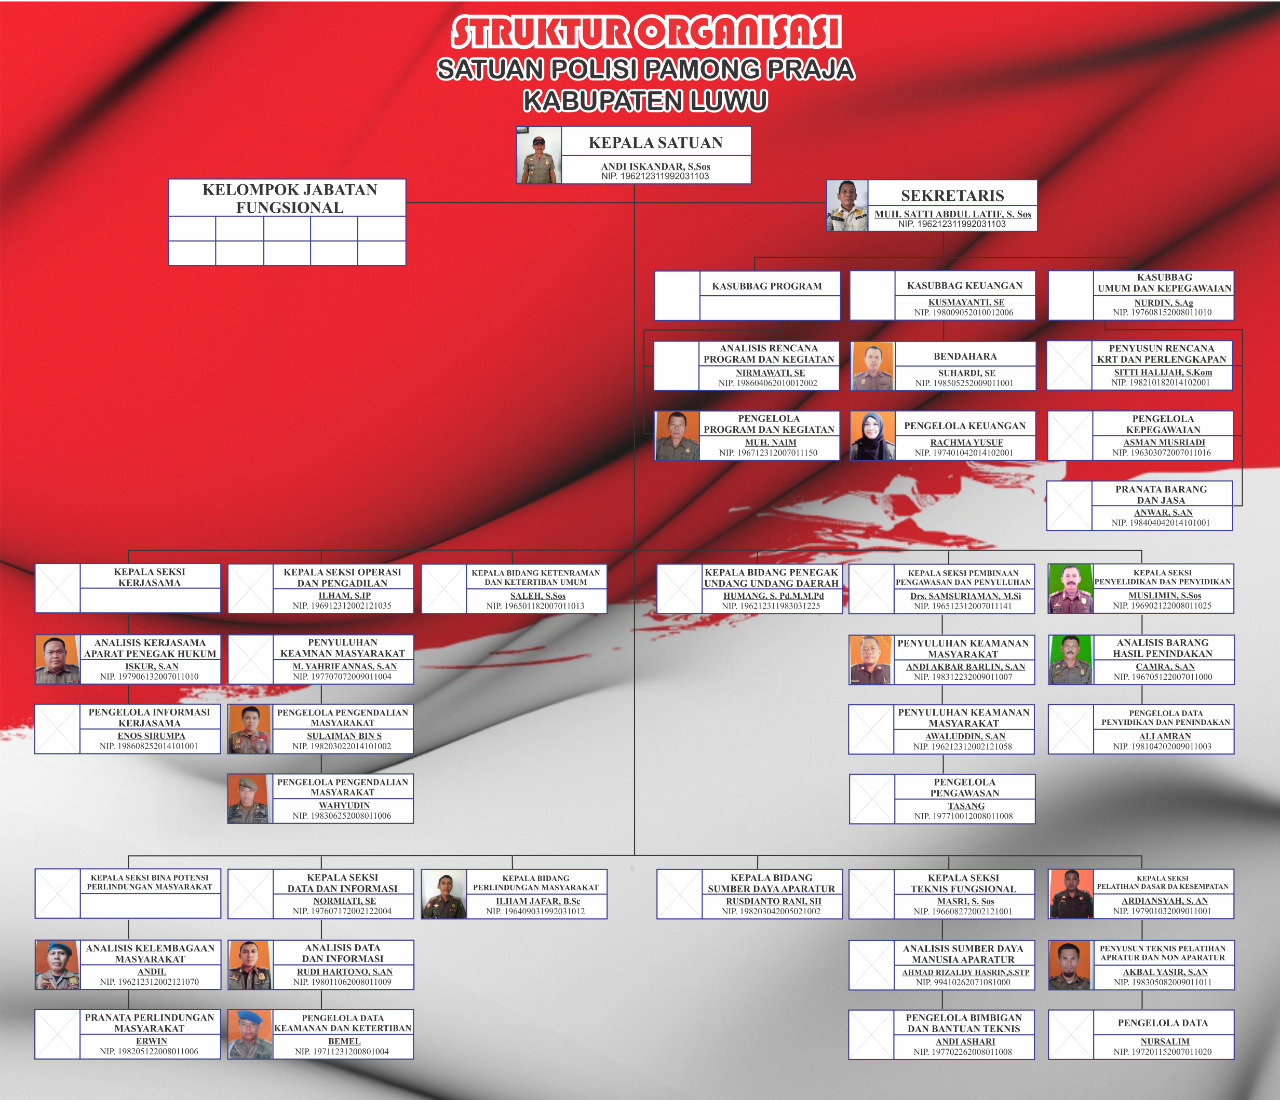 STRUKTUR ORGANISASI
SATUAN POLISI PAMONG PRAJA
KABUPATEN LUWU
KEPALA SATUAN
ANDI ISKANDAR, S.Sos
NIP. 196212311992031103
KELOMPOK JABATAN
FUNGSIONAL
SEKRETARIS
MUH. SATTI ABDUL LATIF, S. Sos
NIP. 196212311992031103
KASUBBAG PROGRAM
KASUBBAG KEUANGAN
KUSMAYANTI, SE
NIP. 198009052010012006
KASUBBAG
UMUM DAN KEPEGAWAIAN
NURDIN, S.Ag
NIP. 197608152008011010
ANALISIS RENCANA
PROGRAM DAN KEGIATAN
NIRMAWATI, SE
NIP. 198604062010012002
BENDAHARA
SUHARDI, SE
NIP. 198505252009011001
PENYUSUN RENCANA
KRT DAN PERLENGKAPAN
SITTI HALIJAH, S.Kom
NIP. 198210182014102001
PENGELOLA
PROGRAM DAN KEGIATAN
MUH. NAIM
NIP. 196712312007011150
PENGELOLA KEUANGAN
RACHMA YUSUF
NIP. 197401042014102001
PENGELOLA
KEPEGAWAIAN
ASMAN MUSRIADI
NIP. 196303072007011016
PRANATA BARANG
DAN JASA
ANWAR, S.AN
NIP. 198404042014101001
KEPALA SEKSI
KERJASAMA
KEPALA SEKSI OPERASI
DAN PENGADILAN
ILHAM, S.IP
NIP. 196912312002121035
KEPALA BIDANG KETENRAMAN
DAN KETERTIBAN UMUM
SALEH, S.Sos
NIP. 196501182007011013
KEPALA BIDANG PENEGAK
UNDANG UNDANG DAERAH
HUMANG, S. Pd.M.M.Pd
NIP. 196212311983031225
KEPALA SEKSI PEMBINAAN
PENGAWASAN DAN PENYULUHAN
Drs. SAMSURIAMAN, M.Si
NIP. 196512312007011141
KEPALA SEKSI
PENYELIDIKAN DAN PENYIDIKAN
MUSLIMIN, S.Sos
NIP. 196902122008011025
ANALISIS KERJASAMA
APARAT PENEGAK HUKUM
ISKUR, S.AN
NIP. 197906132007011010
PENYULUHAN
KEAMNAN MASYARAKAT
M. YAHRIF ANNAS, S.AN
NIP. 197707072009011004
PENYULUHAN KEAMANAN
MASYARAKAT
ANDI AKBAR BARLIN, S.AN
NIP. 198312232009011007
ANALISIS BARANG
HASIL PENINDAKAN
CAMRA, S.AN
NIP. 196705122007011000
PENGELOLA INFORMASI
KERJASAMA
ENOS SIRUMPA
NIP. 198608252014101001
PENGELOLA PENGENDALIAN
MASYARAKAT
SULAIMAN BIN S
NIP. 198203022014101002
PENYULUHAN KEAMANAN
MASYARAKAT
AWALUDDIN, S.AN
NIP. 196212312002121058
PENGELOLA DATA
PENYIDIKAN DAN PENINDAKAN
ALI AMRAN
NIP. 198104202009011003
PENGELOLA PENGENDALIAN
MASYARAKAT
WAHYUDIN
NIP. 198306252008011006
PENGELOLA
PENGAWASAN
TASANG
NIP. 197710012008011008
KEPALA SEKSI BINA POTENSI
PERLINDUNGAN MASYARAKAT
KEPALA SEKSI
DATA DAN INFORMASI
NORMIATI, SE
NIP. 197607172002122004
KEPALA BIDANG
PERLINDUNGAN MASYARAKAT
ILHAM JAFAR, B.Sc
NIP. 196409031992031012
KEPALA BIDANG
SUMBER DAYA APARATUR
RUSDIANTO RANI, SH
NIP. 198203042005021002
KEPALA SEKSI
TEKNIS FUNGSIONAL
MASRI, S. Sos
NIP. 196608272002121001
KEPALA SEKSI
PELATIHAN DASAR DA KESEMPATAN
ARDIANSYAH, S. AN
NIP. 197901032009011001
ANALISIS KELEMBAGAAN
MASYARAKAT
ANDIL
NIP. 196212312002121070
ANALISIS DATA
DAN INFORMASI
RUDI HARTONO, S.AN
NIP. 198011062008011009
ANALISIS SUMBER DAYA
MANUSIA APARATUR
AHMAD RIZALDY HASRIN,S.STP
NIP. 99410262071081000
PENYUSUN TEKNIS PELATIHAN
APRATUR DAN NON APARATUR
AKBAL YASIR, S.AN
NIP. 198305082009011011
PRANATA PERLINDUNGAN
MASYARAKAT
ERWIN
NIP. 198205122008011006
PENGELOLA DATA
KEAMANAN DAN KETERTIBAN
BEMEL
NIP. 19711231200801004
PENGELOLA BIMBIGAN
DAN BANTUAN TEKNIS
ANDI ASHARI
NIP. 197702262008011008
PENGELOLA DATA
NURSALIM
NIP. 197201152007011020